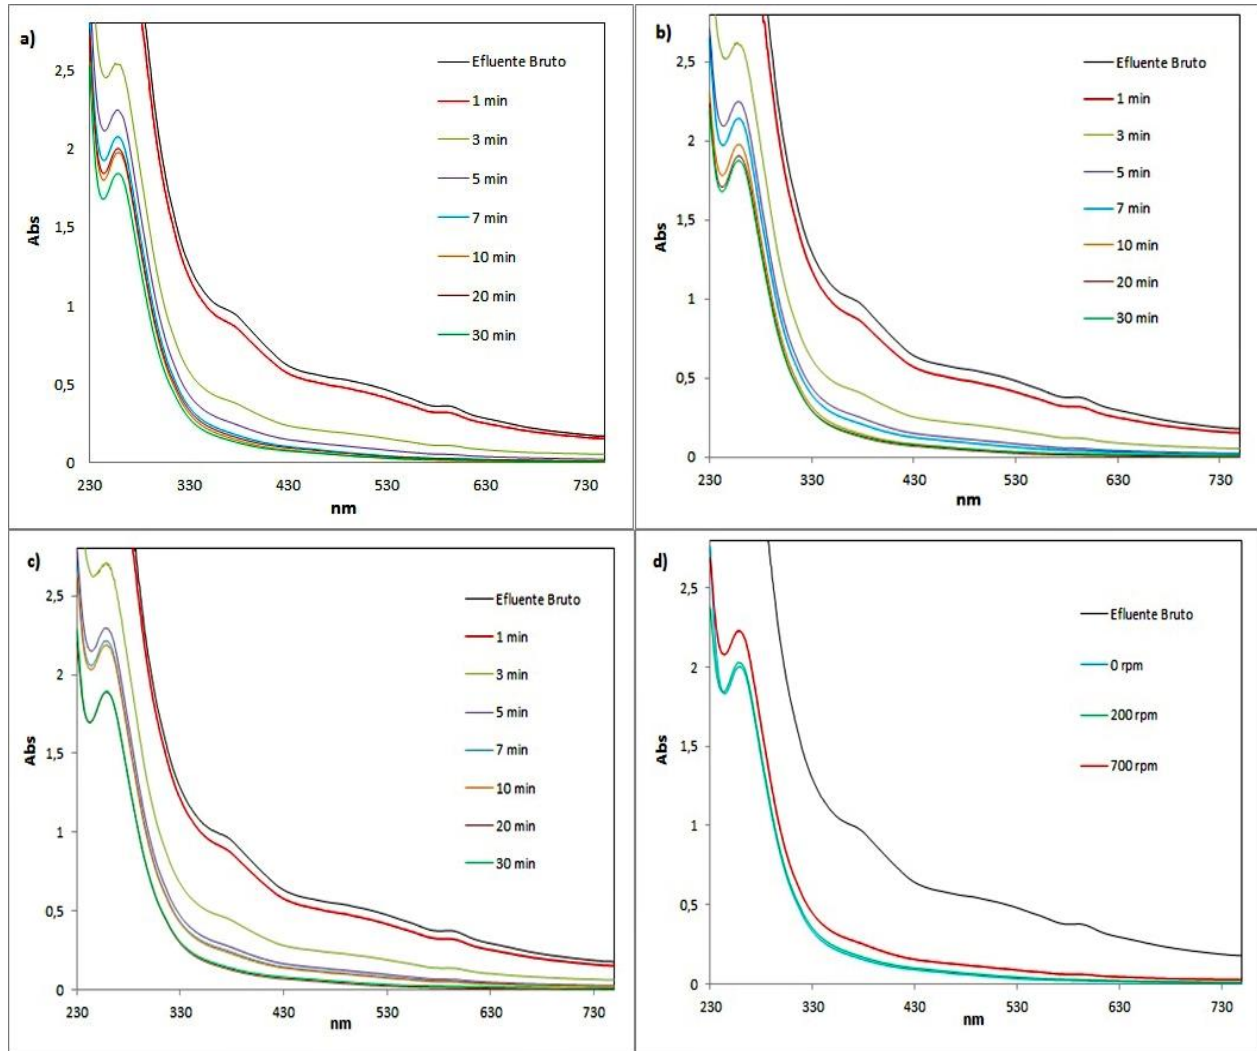 a)
Efluente Bruto
1 min
3 min
5 min
7 min
10 min
20 min
30 min
Abs
2,5
2
1,5
1
0,5
0
230 330 430 530 630 730
nm
b)
Efluente Bruto
1 min
3 min
5 min
7 min
10 min
20 min
30 min
Abs
2,5
2
1,5
1
0,5
0
230 330 430 530 630 730
nm
c)
Efluente Bruto
1 min
3 min
5 min
7 min
10 min
20 min
30 min
Abs
2,5
2
1,5
1
0,5
0
230 330 430 530 630 730
nm
d)
Efluente Bruto
0 rpm
200 rpm
700 rpm
Abs
2,5
2
1,5
1
0,5
0
230 330 430 530 630 730
nm